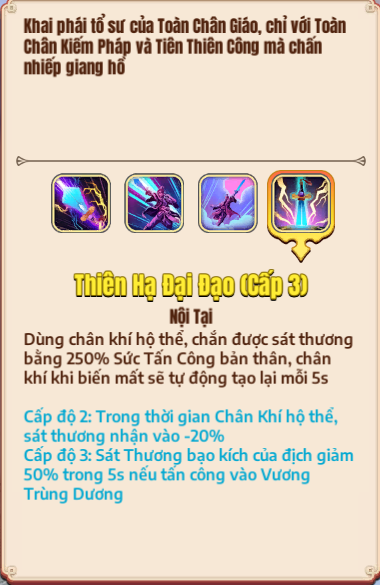 Khai phái tổ sư của Toàn Chân Giáo, chỉ với Toàn
Chân Kiếm Pháp và Tiên Thiên Công mà chấn
nhiếp giang hồ
Thiên Hạ Đại Đạo (Cấp 3)
Nội Tại
Dùng chân khí hộ thể, chắn được sát thương
bằng 250% Sức Tấn Công bản thân, chân
khí khi biến mất sẽ tự động tạo lại mỗi 5s
Cấp độ 2: Trong thời gian Chân Khí hộ thể,
sát thương nhận vào -20%
Cấp độ 3: Sát Thương bạo kích của địch giảm
50% trong 5s nếu tấn công vào Vương
Trùng Dương